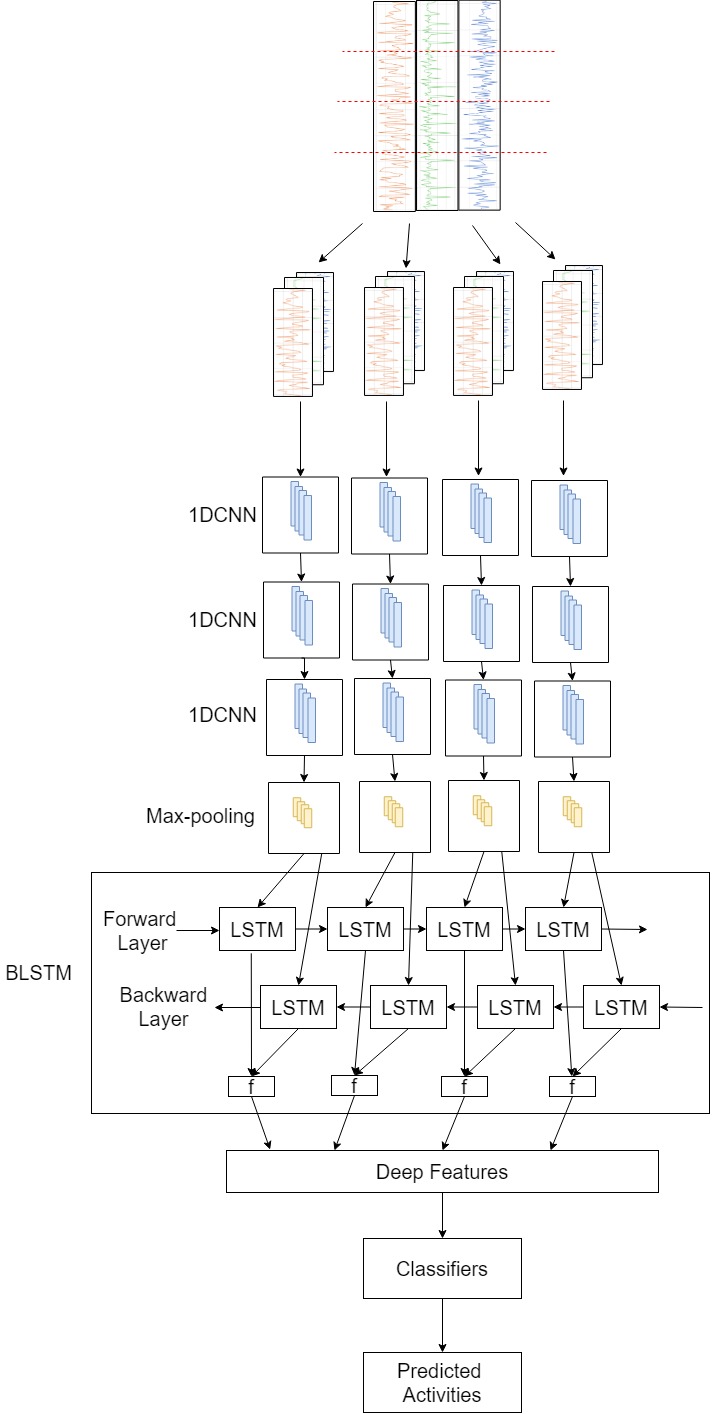 1DCNN
1DCNN
1DCNN
Max-pooling
Forward
Layer
LSTM LSTM LSTM LSTM
BLSTM
Backward
Layer
LSTM LSTM LSTM LSTM
f f f f
Deep Features
Classifiers
Predicted
Activities